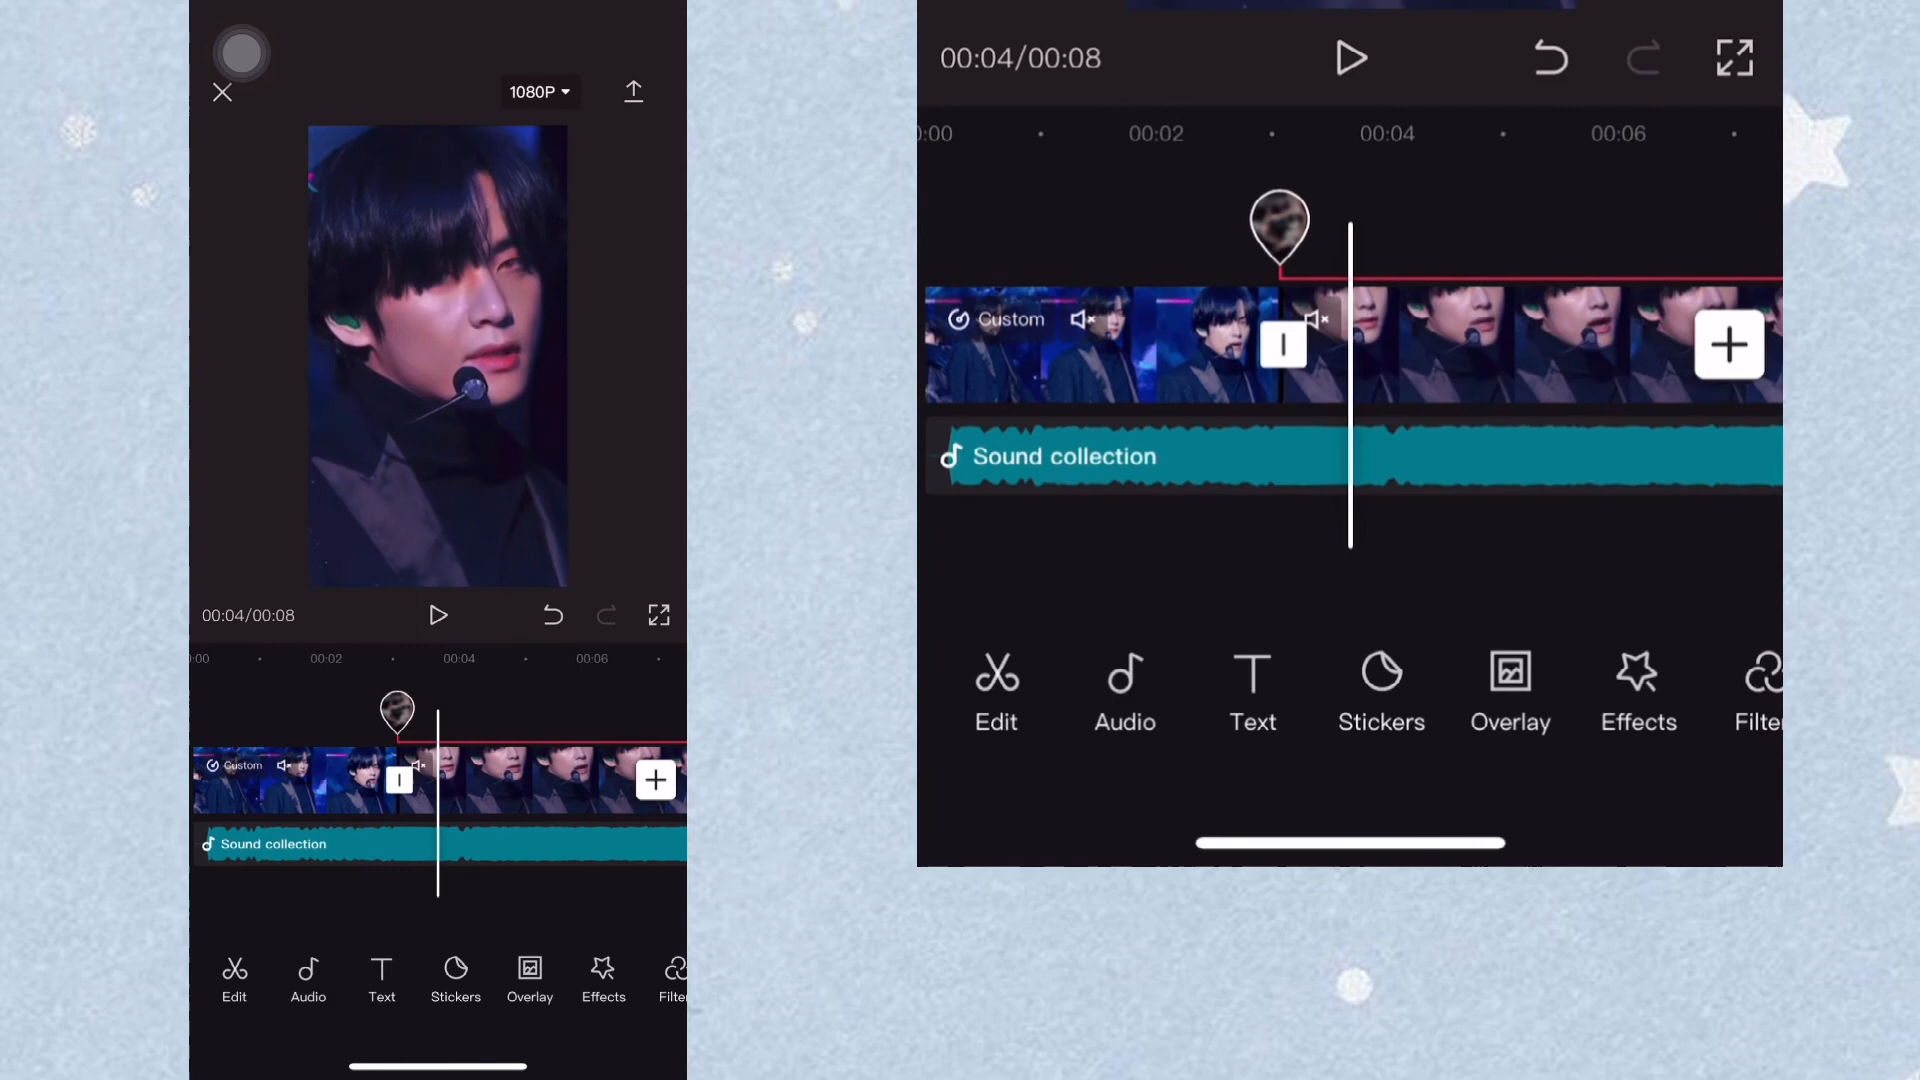 1080P
00:04/00:08
:00 00:02 00:04 00:06
Custom
Sound collection
Edit Audio Text Stickers Overlay Effects Filter
00:04/00:08
:00 00:02 00:04 00:06
Custom
Sound collection
Edit Audio Text Stickers Overlay Effects Filter